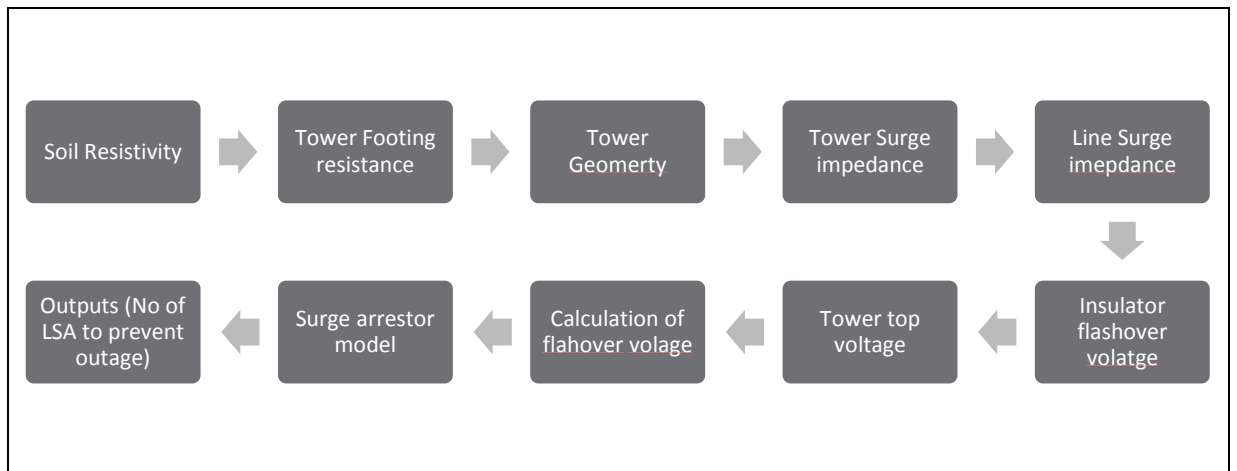 Soil Resistivity
Tower Footing
resistance
Tower
Geomerty
Tower Surge
impedance
Line Surge
imepdance
Insulator
flashover
volatge
Tower top
voltage
Calculation of
flahover volage
Surge arrestor
model
Outputs (No of
LSA to prevent
outage)